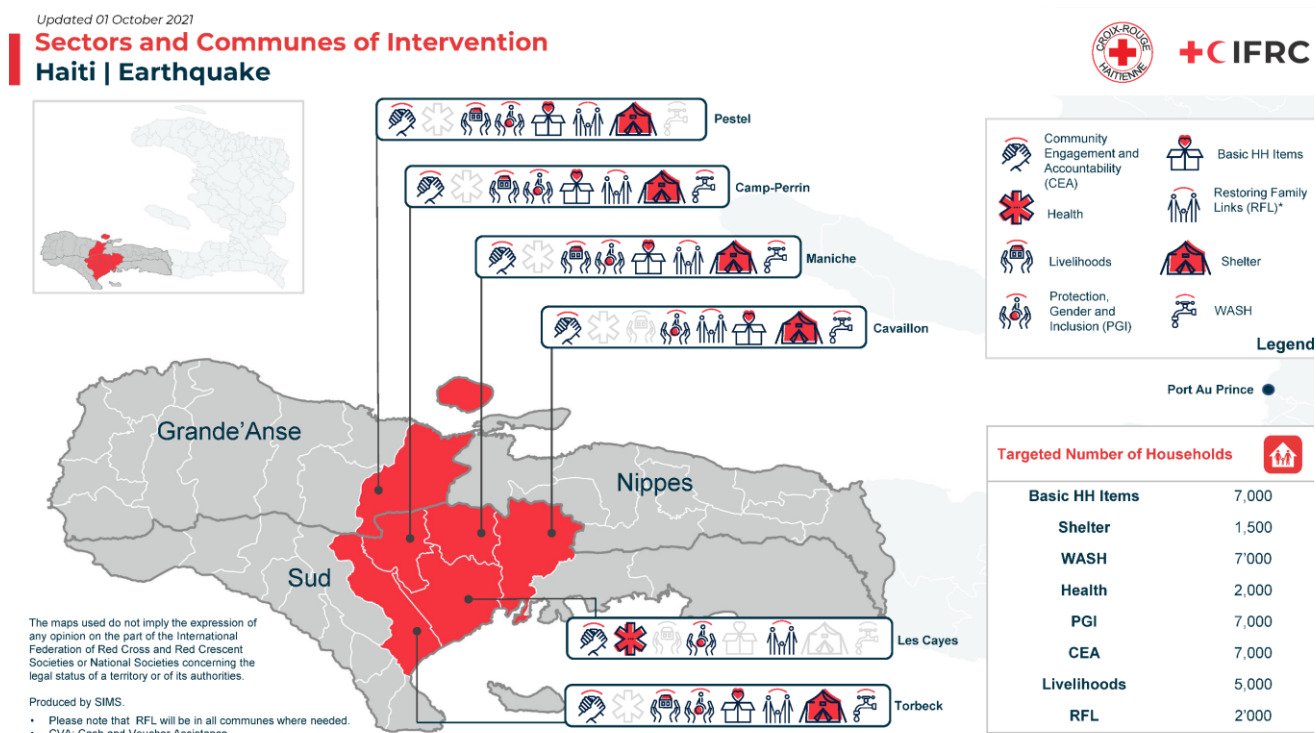 Updated 01 October 2021
Sectors and Communes of Intervention
Haiti | Earthquake
CROIX-ROUGE
HAITIENNE
IFRC
Pestel
Camp-Perrin
Maniche
Cavaillon
Community
Engagement and
Accountability
(CEA)
Health
Livelihoods
Protection,
Gender and
Inclusion (PGI)
Basic HH Items
Restoring Family
Links (RFL)*
Shelter
WASH
Legend
Port Au Prince
Grande'Anse
Nippes
Sud
Les Cayes
Torbeck
Targeted Number of Households
Basic HH Items 7,000
Shelter 1,500
WASH 7'000
Health 2,000
PGI 7,000
CEA 7,000
Livelihoods 5,000
RFL 2'000
The maps used do not imply the expression of
any opinion on the part of the International
Federation of Red Cross and Red Crescent
Societies or National Societies concerning the
legal status of a territory or of its authorities.
Produced by SIMS.
• Please note that RFL will be in all communes where needed.
• CVA: Cash and Voucher Assistance